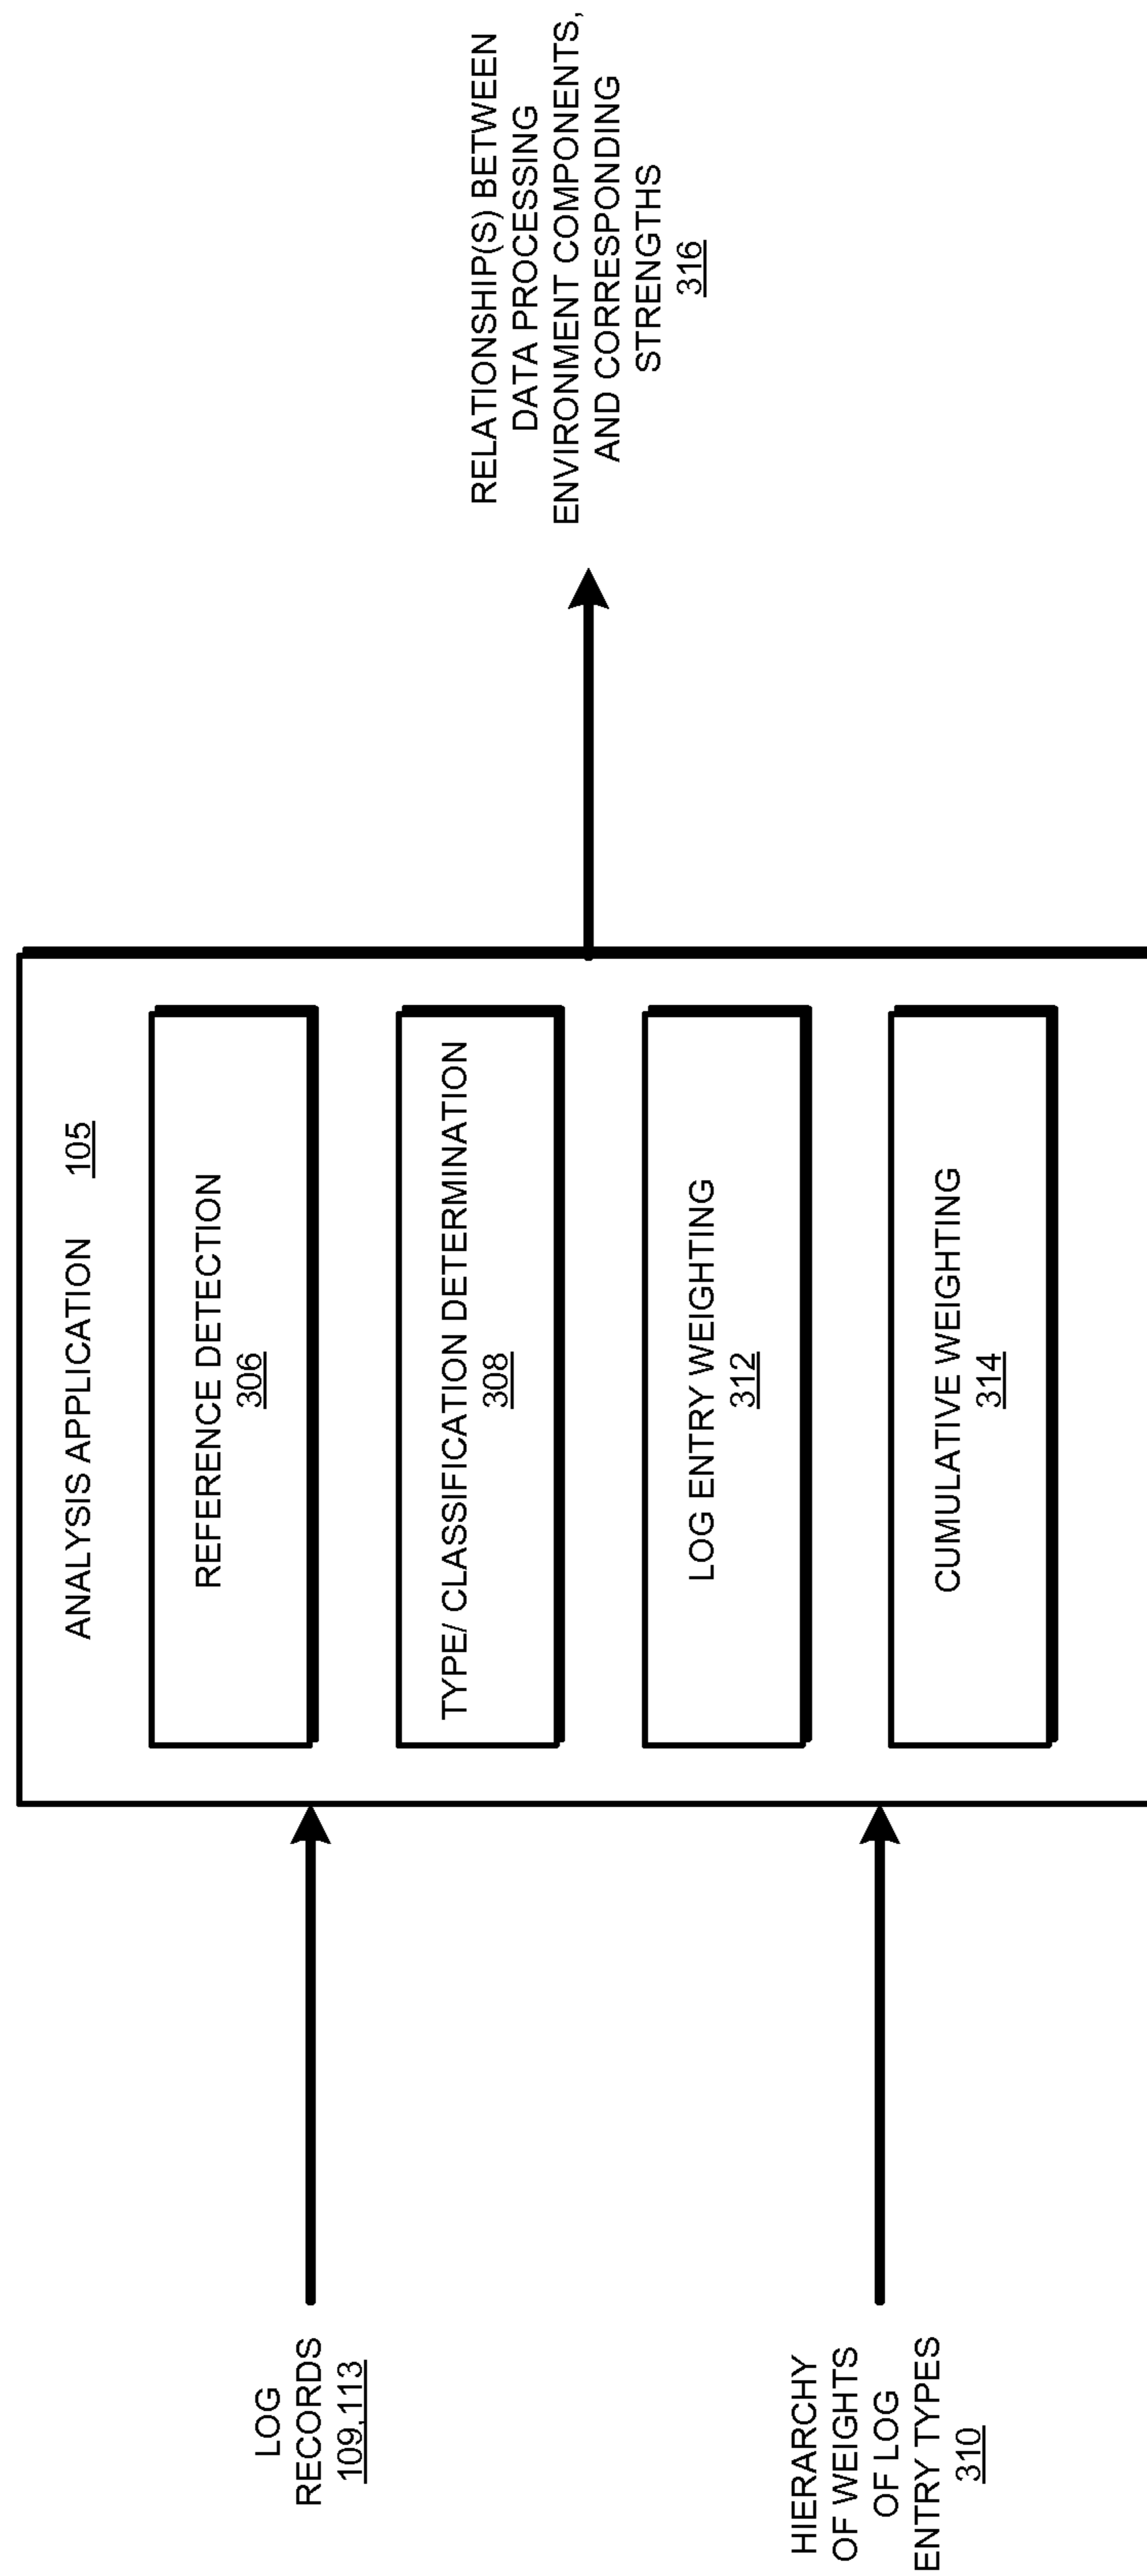 LOG
RECORDS
109,113
HIERARCHY
OF WEIGHTS
OF LOG
ENTRY TYPES
310
ANALYSIS APPLICATION 105
REFERENCE DETECTION
306
TYPE/ CLASSIFICATION DETERMINATION
308
LOG ENTRY WEIGHTING
312
CUMULATIVE WEIGHTING
314
RELATIONSHIP(S) BETWEEN
DATA PROCESSING
ENVIRONMENT COMPONENTS,
AND CORRESPONDING
STRENGTHS
316